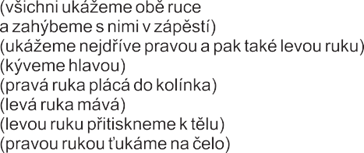 (všichni ukážeme obě ruce
a zahýbeme s nimi v zápěstí)
(ukážeme nejdříve pravou a pak také levou ruku)
(kýveme hlavou)
(pravá ruka plácá do kolínka)
(levá ruka mává)
(levou ruku přitiskneme k tělu)
(pravou rukou ťukáme na čelo)